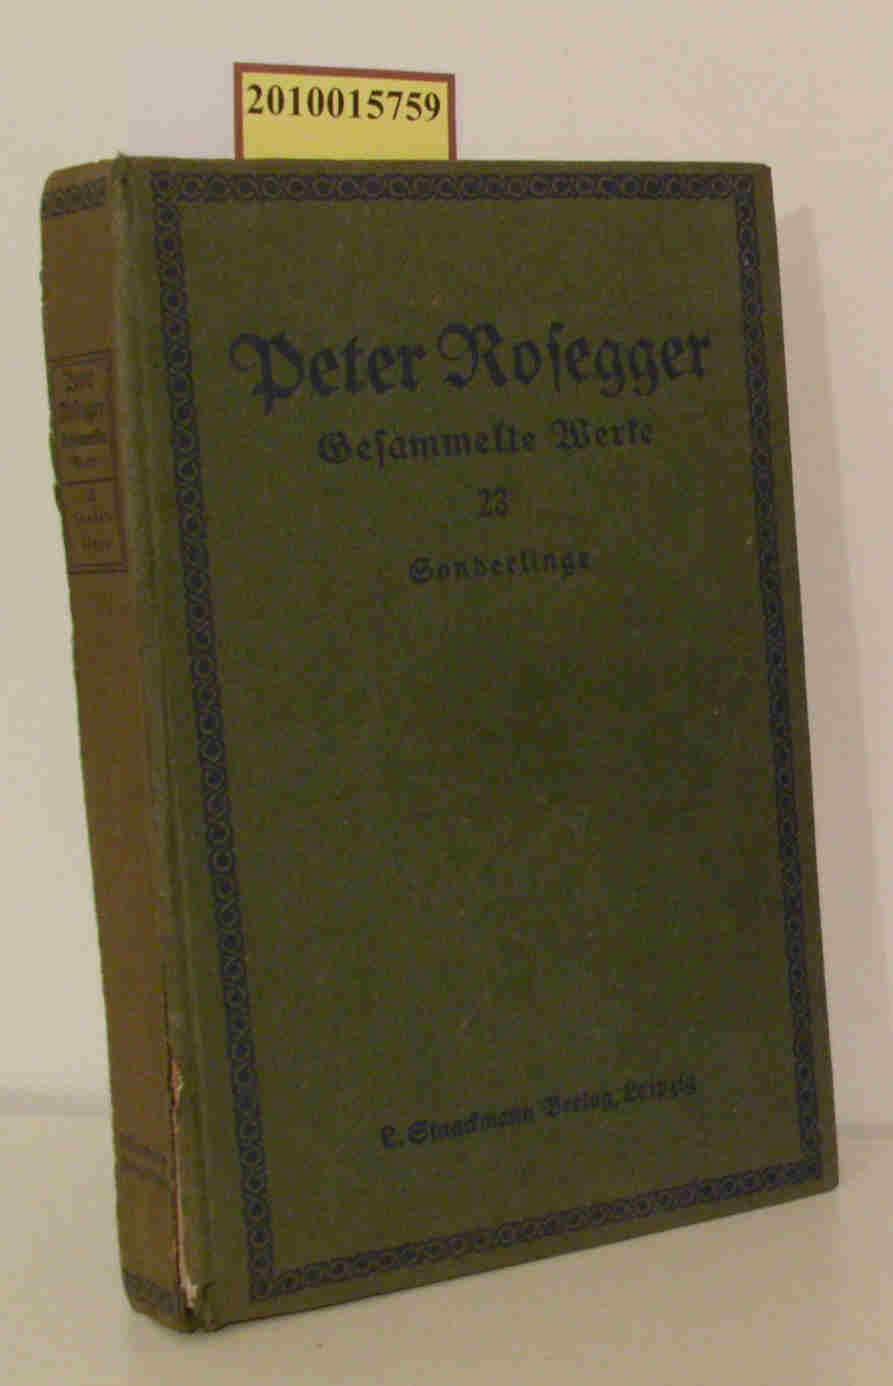 2010015759
Peter Rosegger
Gesammelte Werke
23
Sonderlinge
L. Staackmann Verlag, Leipzig